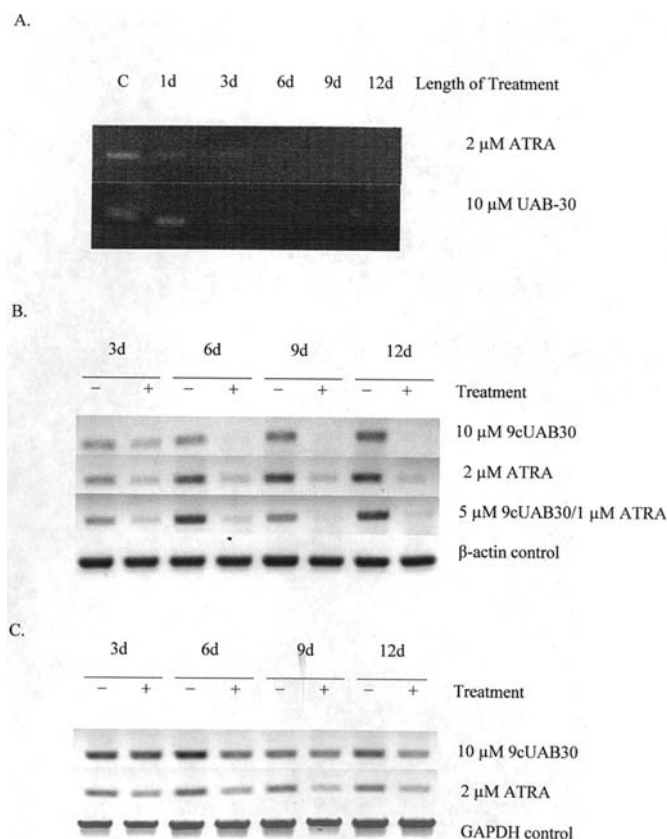 A.
C 1d 3d 6d 9d 12d Length of Treatment
2 μM ATRA
10 μM UAB-30
B.
3d 6d 9d 12d
− + − + − + − + Treatment
10 μM 9cUAB30
2 μM ATRA
5 μM 9cUAB30/1 μM ATRA
β-actin control
C.
3d 6d 9d 12d
− + − + − + − + Treatment
10 μM 9cUAB30
2 μM ATRA
GAPDH control